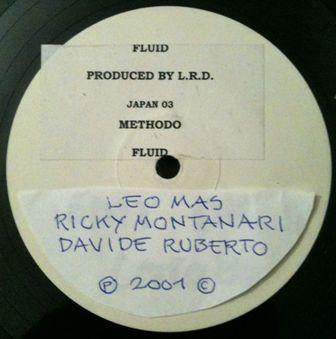 FLUID
PRODUCED BY L.R.D.
JAPAN 03
METHODO
FLUID
LEO MAS
RICKY MONTANARI
DAVIDE RUBERTO
℗ 2001 ©